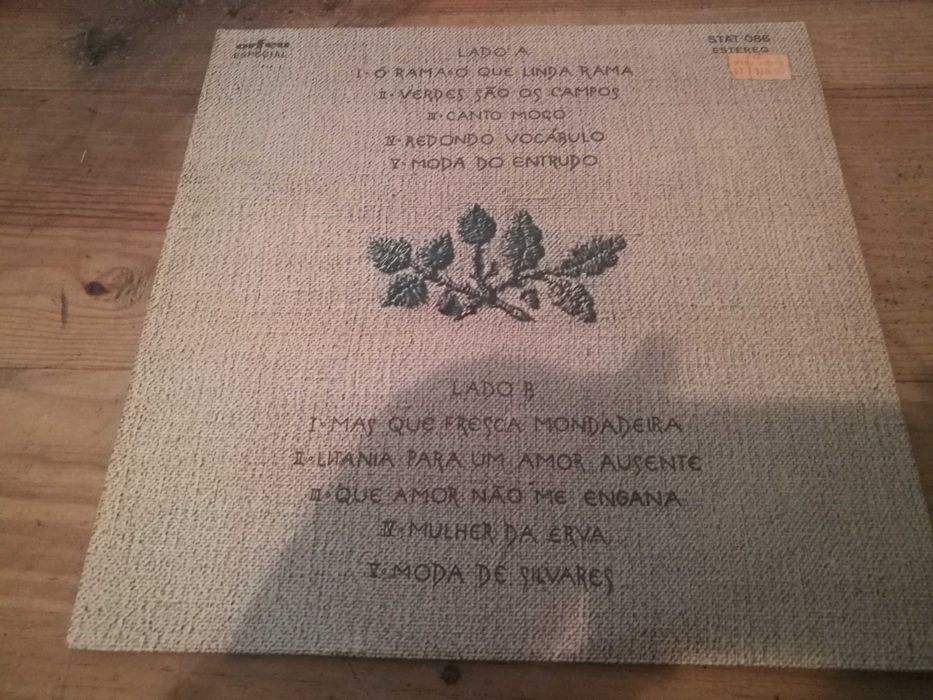 orfeu
ESPECIAL
STAT 066
ESTEREO
LADO A
I · Ó RAMA Ó QUE LINDA RAMA
II · VERDES SÃO OS CAMPOS
III · CANTO MOÇO
IV · REDONDO VOCÁBULO
V · MODA DO ENTRUDO
LADO B
I · MAS QUE FRESCA MONDADEIRA
II · LITANIA PARA UM AMOR AUSENTE
III · QUE AMOR NÃO ME ENGANA
IV · MULHER DA ERVA
V · MODA DE SILVARES